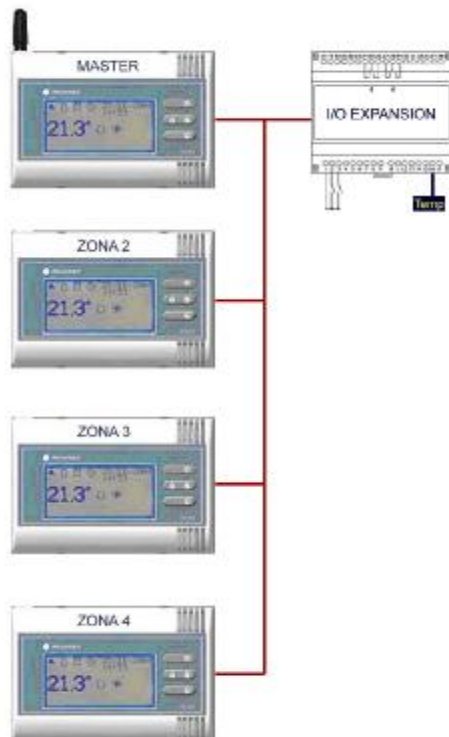 MASTER
21.3°
I/O EXPANSION
Temp
ZONA 2
21.3°
ZONA 3
21.3°
ZONA 4
21.3°